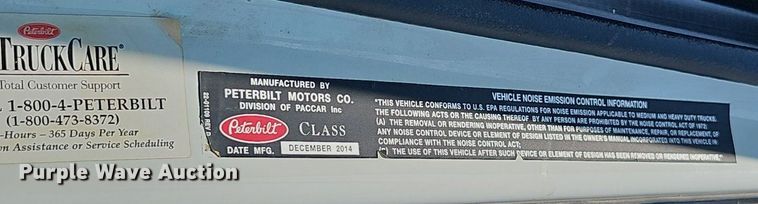 Peterbilt
TRUCKCARE®
Total Customer Support
1-800-4-PETERBILT
(1-800-473-8372)
-Hours – 365 Days Per Year
wn Assistance or Service Scheduling
MANUFACTURED BY
PETERBILT MOTORS CO.
DIVISION OF PACCAR Inc
Peterbilt CLASS
DATE MFG. DECEMBER 2014
VEHICLE NOISE EMISSION CONTROL INFORMATION
"THIS VEHICLE CONFORMS TO U.S. EPA REGULATIONS FOR NOISE EMISSION APPLICABLE TO MEDIUM AND HEAVY DUTY TRUCKS.
THE FOLLOWING ACTS OR THE CAUSING THEREOF BY ANY PERSON ARE PROHIBITED BY THE NOISE CONTROL ACT OF 1972:
(A) THE REMOVAL OR RENDERING INOPERATIVE, OTHER THAN FOR PURPOSES OF MAINTENANCE, REPAIR, OR REPLACEMENT, OF
ANY NOISE CONTROL DEVICE OR ELEMENT OF DESIGN (LISTED IN THE OWNER'S MANUAL) INCORPORATED INTO THIS VEHICLE IN
COMPLIANCE WITH THE NOISE CONTROL ACT;
THE USE OF THIS VEHICLE AFTER SUCH DEVICE OR ELEMENT OF DESIGN HAS BEEN REMOVED OR RENDERED INOPERATIVE."
Purple Wave Auction